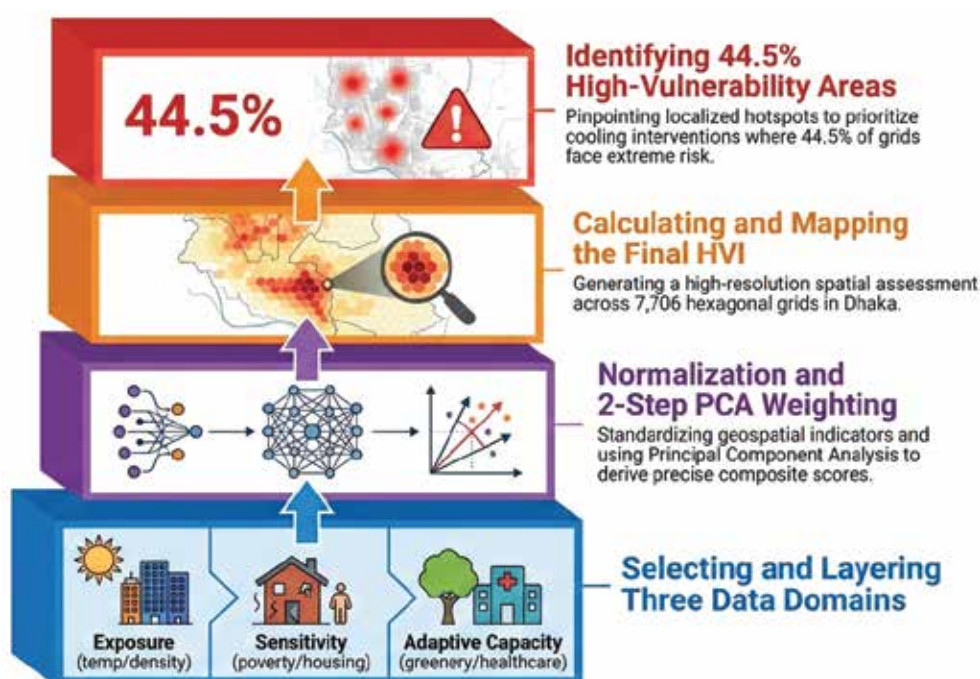 44.5%
Identifying 44.5%
High-Vulnerability Areas
Pinpointing localized hotspots to prioritize
cooling interventions where 44.5% of grids
face extreme risk.
Calculating and Mapping
the Final HVI
Generating a high-resolution spatial assessment
across 7,706 hexagonal grids in Dhaka.
Normalization and
2-Step PCA Weighting
Standardizing geospatial indicators and
using Principal Component Analysis to
derive precise composite scores.
Selecting and Layering
Three Data Domains
Exposure
(temp/density)
Sensitivity
(poverty/housing)
Adaptive Capacity
(greenery/healthcare)